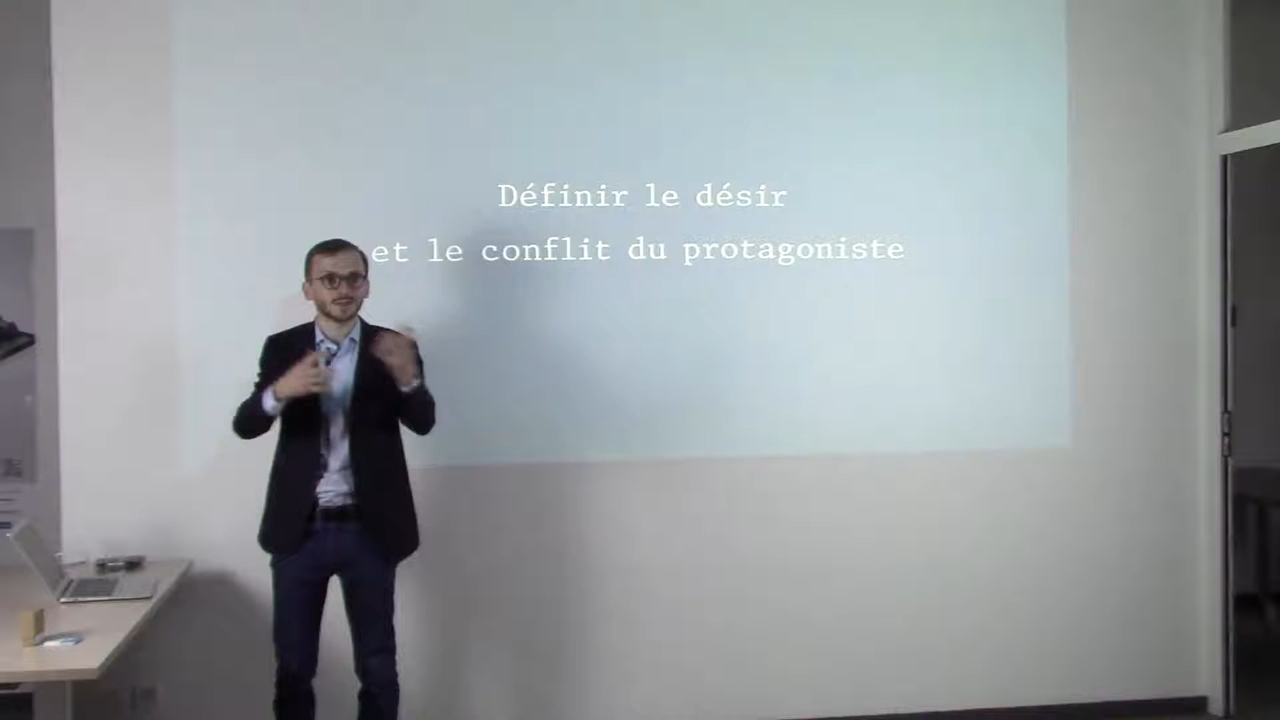 Définir le désir
et le conflit du protagoniste